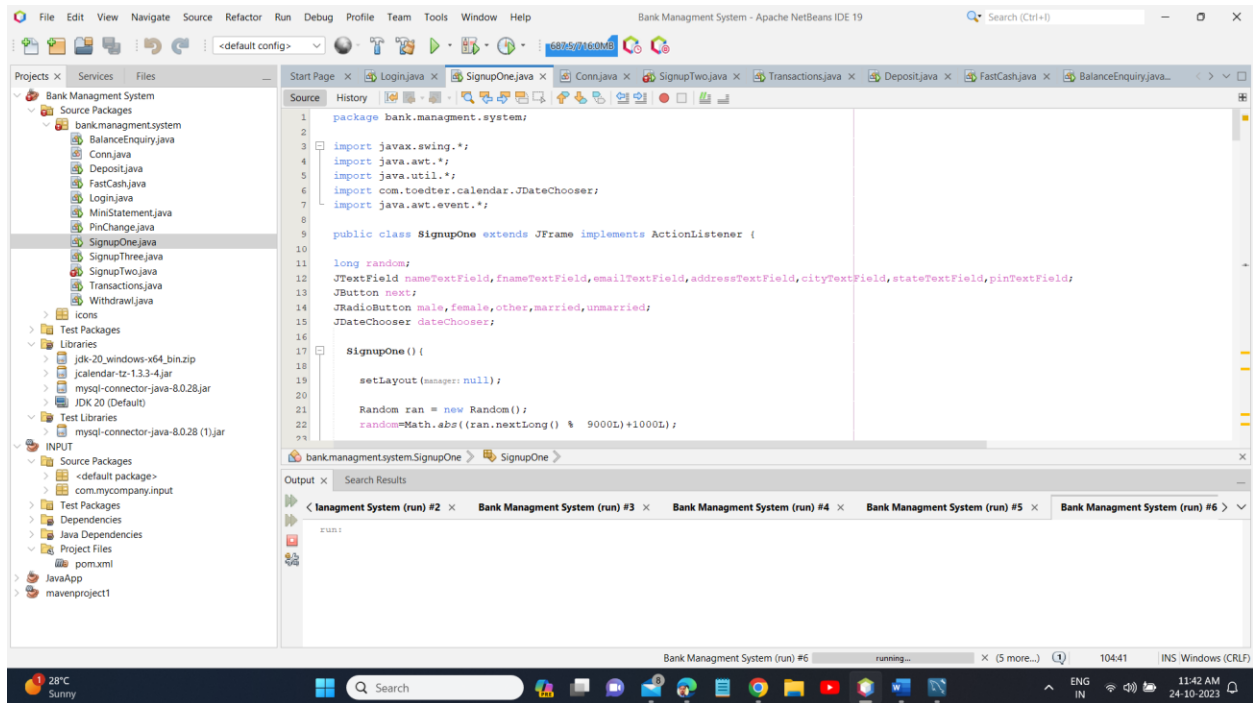 File Edit View Navigate Source Refactor Run Debug Profile Team Tools Window Help Bank Managment System - Apache NetBeans IDE 19 Search (Ctrl+I)
<default config> 687.5/716.0MB
Projects Services Files
Start Page Login.java SignupOne.java Conn.java SignupTwo.java Transactions.java Deposit.java FastCash.java BalanceEnquiry.java...
Source History
Bank Managment System
Source Packages
bank.managment.system
BalanceEnquiry.java
Conn.java
Deposit.java
FastCash.java
Login.java
MiniStatement.java
PinChange.java
SignupOne.java
SignupThree.java
SignupTwo.java
Transactions.java
Withdrawl.java
icons
Test Packages
Libraries
jdk-20_windows-x64_bin.zip
jcalendar-tz-1.3.3-4.jar
mysql-connector-java-8.0.28.jar
JDK 20 (Default)
Test Libraries
mysql-connector-java-8.0.28 (1).jar
INPUT
Source Packages
<default package>
com.mycompany.input
Test Packages
Dependencies
Java Dependencies
Project Files
pom.xml
JavaApp
mavenproject1
1 package bank.managment.system;
2
3 import javax.swing.*;
4 import java.awt.*;
5 import java.util.*;
6 import com.toedter.calendar.JDateChooser;
7 import java.awt.event.*;
8
9 public class SignupOne extends JFrame implements ActionListener {
10
11 long random;
12 JTextField nameTextField,fnameTextField,emailTextField,addressTextField,cityTextField,stateTextField,pinTextField;
13 JButton next;
14 JRadioButton male,female,other,married,unmarried;
15 JDateChooser dateChooser;
16
17 SignupOne(){
18
19 setLayout(manager: null);
20
21 Random ran = new Random();
22 random=Math.abs((ran.nextLong() % 9000L)+1000L);
23
bank.managment.system.SignupOne SignupOne
Output Search Results
lanagment System (run) #2 Bank Managment System (run) #3 Bank Managment System (run) #4 Bank Managment System (run) #5 Bank Managment System (run) #6
run:
Bank Managment System (run) #6 running... (5 more...) 1 104:41 INS Windows (CRLF)
1 28°C
Sunny
Search
PRE
8
ENG
IN
11:42 AM
24-10-2023